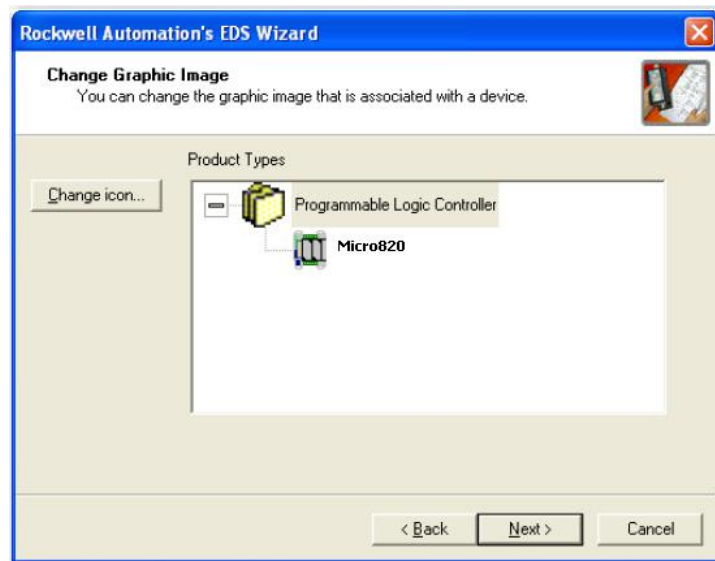 Rockwell Automation's EDS Wizard
Change Graphic Image
You can change the graphic image that is associated with a device.
Product Types
Change icon...
Programmable Logic Controller
Micro820
< Back
Next >
Cancel